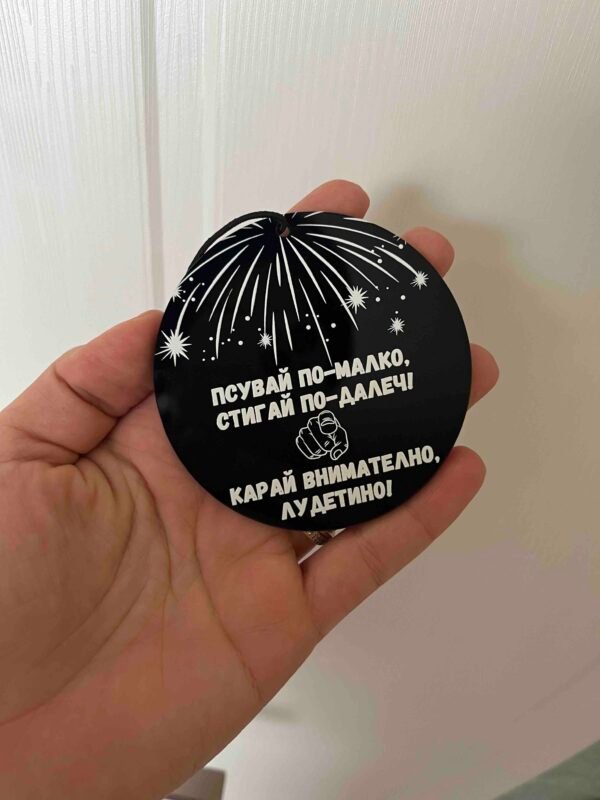 ПСУВАЙ ПО-МАЛКО,
СТИГАЙ ПО-ДАЛЕЧ!
КАРАЙ ВНИМАТЕЛНО,
ЛУДЕТИНО!